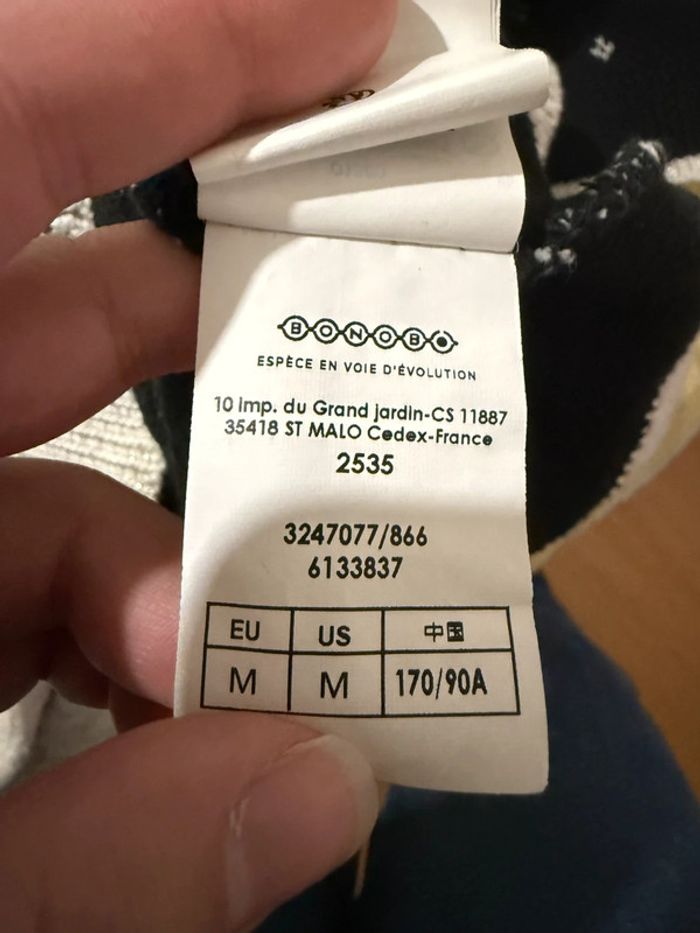 BONOBO
ESPÈCE EN VOIE D'ÉVOLUTION
10 imp. du Grand jardin-CS 11887
35418 ST MALO Cedex-France
2535
3247077/866
6133837
EU US 中国
M M 170/90A